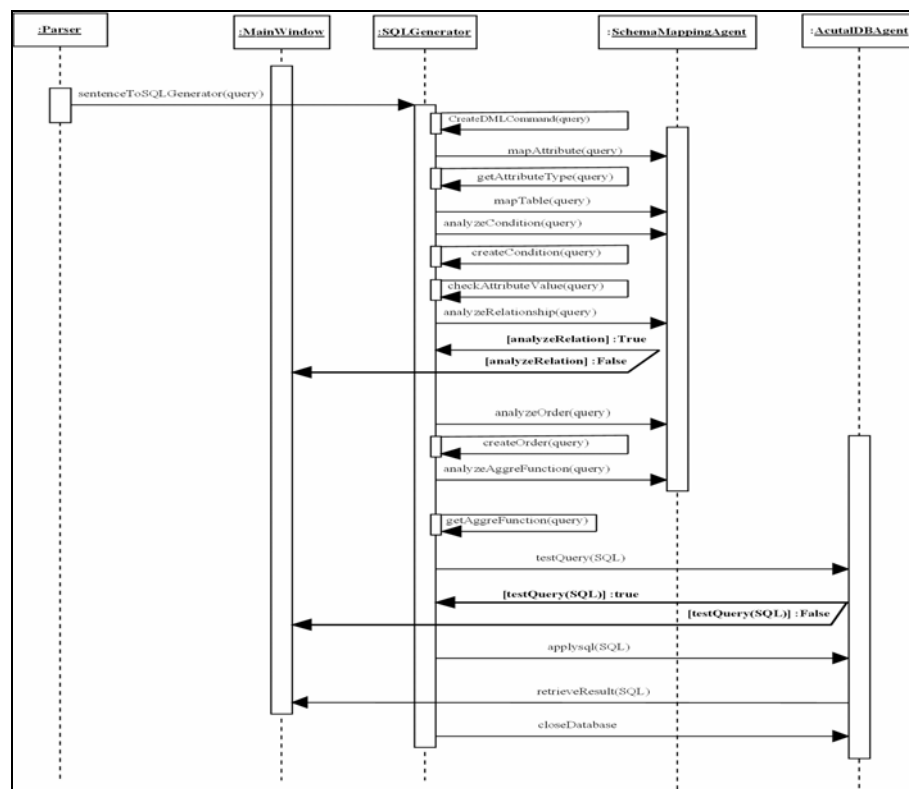 :Parser
:MainWindow
:SQLGenerator
:SchemaMappingAgent
:AcutalDBAgent
sentenceToSQLGenerator(query)
CreateDMLCommand(query)
mapAttribute(query)
getAttributeType(query)
mapTable(query)
analyzeCondition(query)
createCondition(query)
checkAttributeValue(query)
analyzeRelationship(query)
[analyzeRelation] :True
[analyzeRelation] :False
analyzeOrder(query)
createOrder(query)
analyzeAggreFunction(query)
getAggreFunction(query)
testQuery(SQL)
[testQuery(SQL)] :true
[testQuery(SQL)] :False
applysql(SQL)
retrieveResult(SQL)
closeDatabase